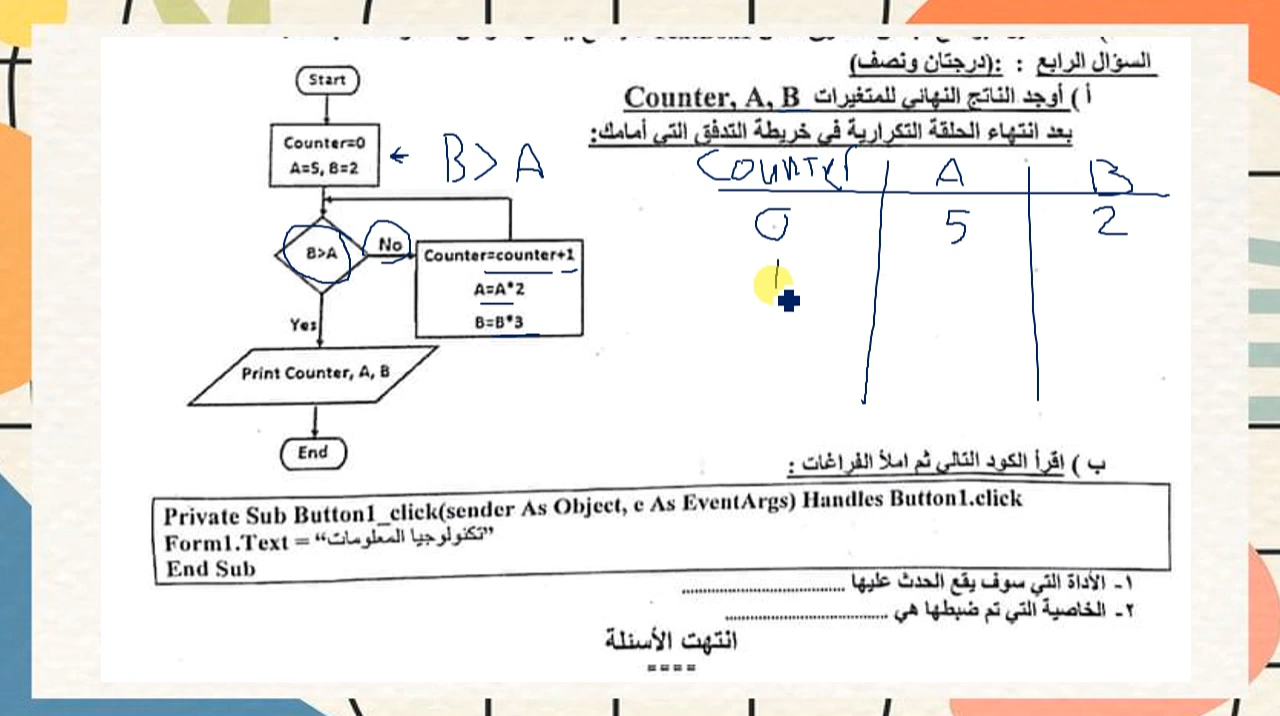 السؤال الرابع : :(درجتان ونصف)
أ ) أوجد الناتج النهائي للمتغيرات Counter, A, B
بعد انتهاء الحلقة التكرارية في خريطة التدفق التي أمامك:
Start
Counter=0
A=5, B=2
B>A
B>A
No
Counter=counter+1
A=A*2
B=B*3
Yes
Print Counter, A, B
End
Counter A B
0 5 2
1
ب ) اقرأ الكود التالي ثم املأ الفراغات :
Private Sub Button1_click(sender As Object, e As EventArgs) Handles Button1.click
Form1.Text = “تكنولوجيا المعلومات”
End Sub
١- الأداة التي سوف يقع الحدث عليها ......................................
٢- الخاصية التي تم ضبطها هي ......................................
انتهت الأسئلة
====